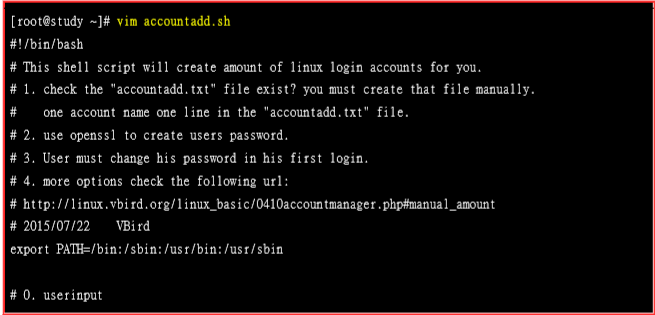 [root@study ~]# vim accountadd.sh
#!/bin/bash
# This shell script will create amount of linux login accounts for you.
# 1. check the "accountadd.txt" file exist? you must create that file manually.
#    one account name one line in the "accountadd.txt" file.
# 2. use openssl to create users password.
# 3. User must change his password in his first login.
# 4. more options check the following url:
# http://linux.vbird.org/linux_basic/0410accountmanager.php#manual_amount
# 2015/07/22    VBird
export PATH=/bin:/sbin:/usr/bin:/usr/sbin
# 0. userinput